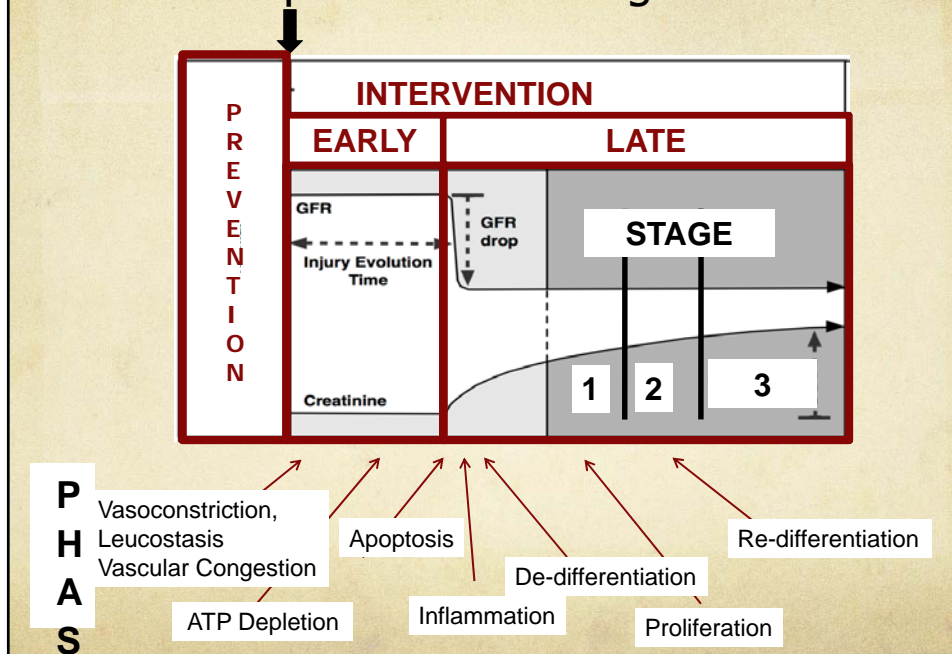 INTERVENTION
PREVENTION
EARLY
LATE
GFR
GFR
drop
STAGE
Injury Evolution
Time
Creatinine
1
2
3
PHAS
Vasoconstriction,
Leucostasis
Vascular Congestion
Apoptosis
Re-differentiation
De-differentiation
ATP Depletion
Inflammation
Proliferation